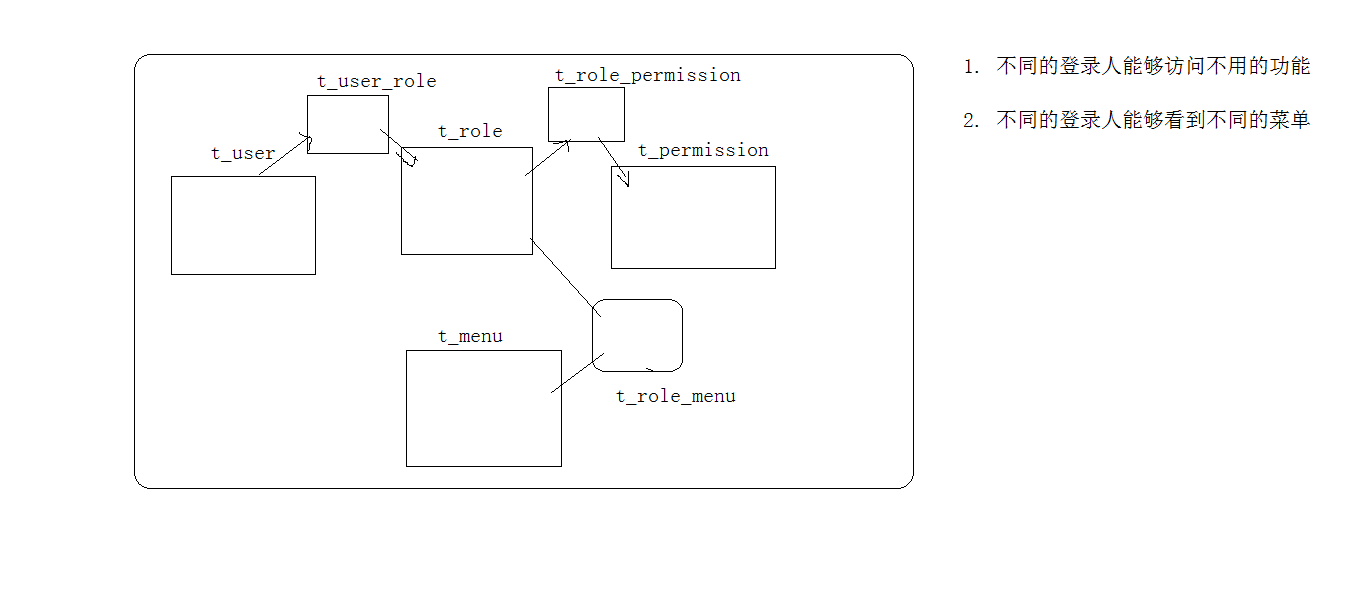 t_user_role
t_role_permission
t_role
t_user
t_permission
t_menu
t_role_menu
1. 不同的登录人能够访问不用的功能
2. 不同的登录人能够看到不同的菜单